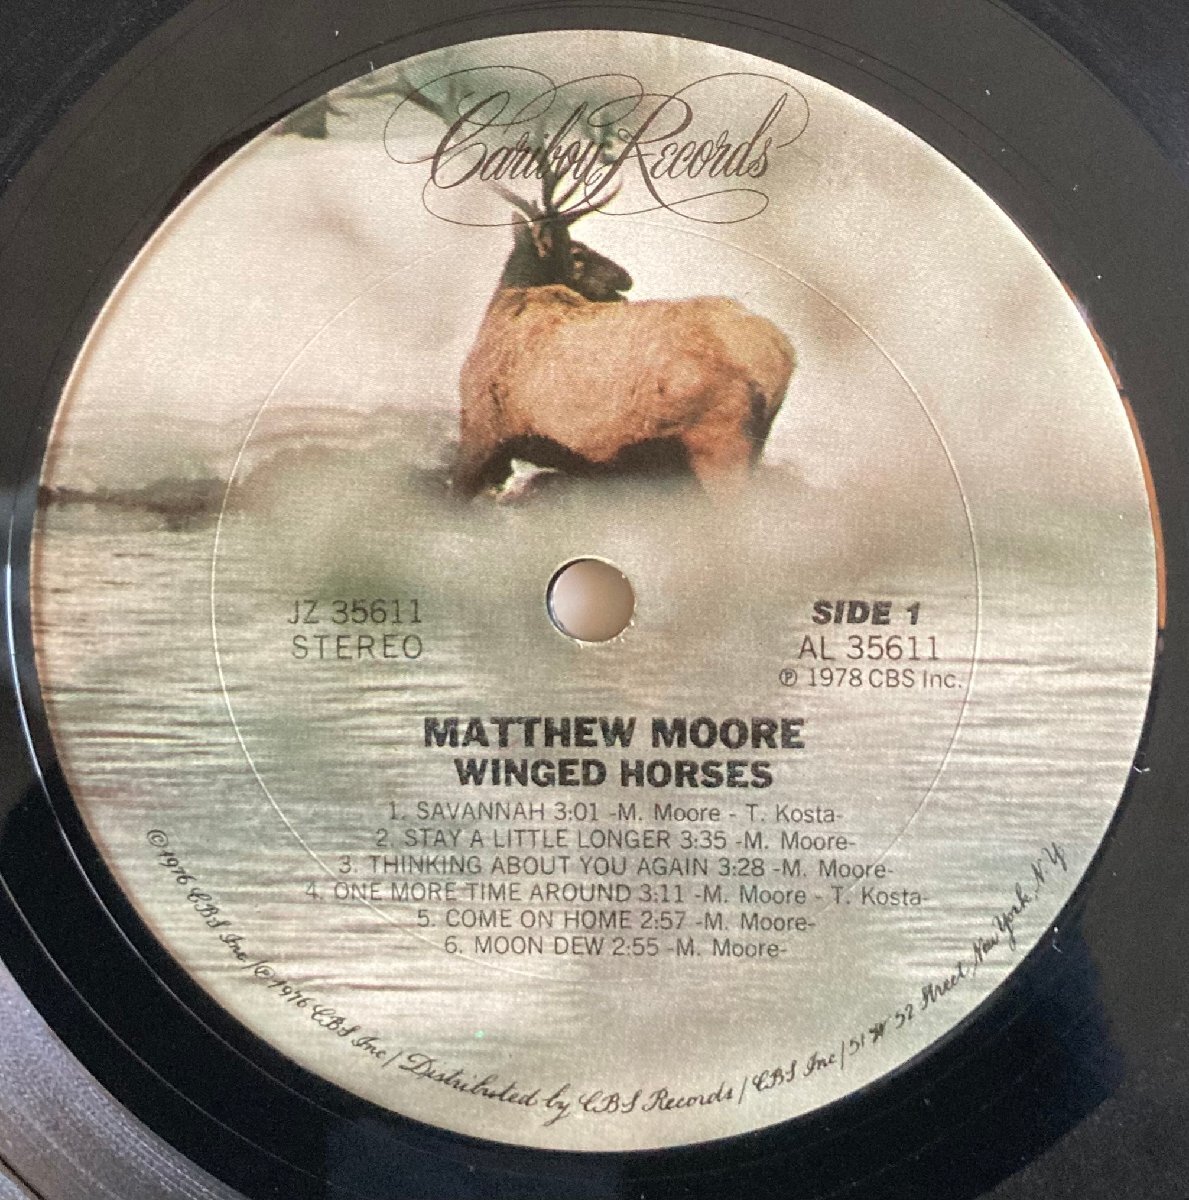 Caribou Records
JZ 35611
STEREO
SIDE 1
AL 35611
℗ 1978 CBS Inc.
MATTHEW MOORE
WINGED HORSES
1. SAVANNAH 3:01 -M. Moore - T. Kosta-
2. STAY A LITTLE LONGER 3:35 -M. Moore-
3. THINKING ABOUT YOU AGAIN 3:28 -M. Moore-
4. ONE MORE TIME AROUND 3:11 -M. Moore - T. Kosta-
5. COME ON HOME 2:57 -M. Moore-
6. MOON DEW 2:55 -M. Moore-
©1976 CBS Inc/©1976 CBS Inc/Distributed by CBS Records/CBS Inc/51 W 52 Street, New York, N.Y.